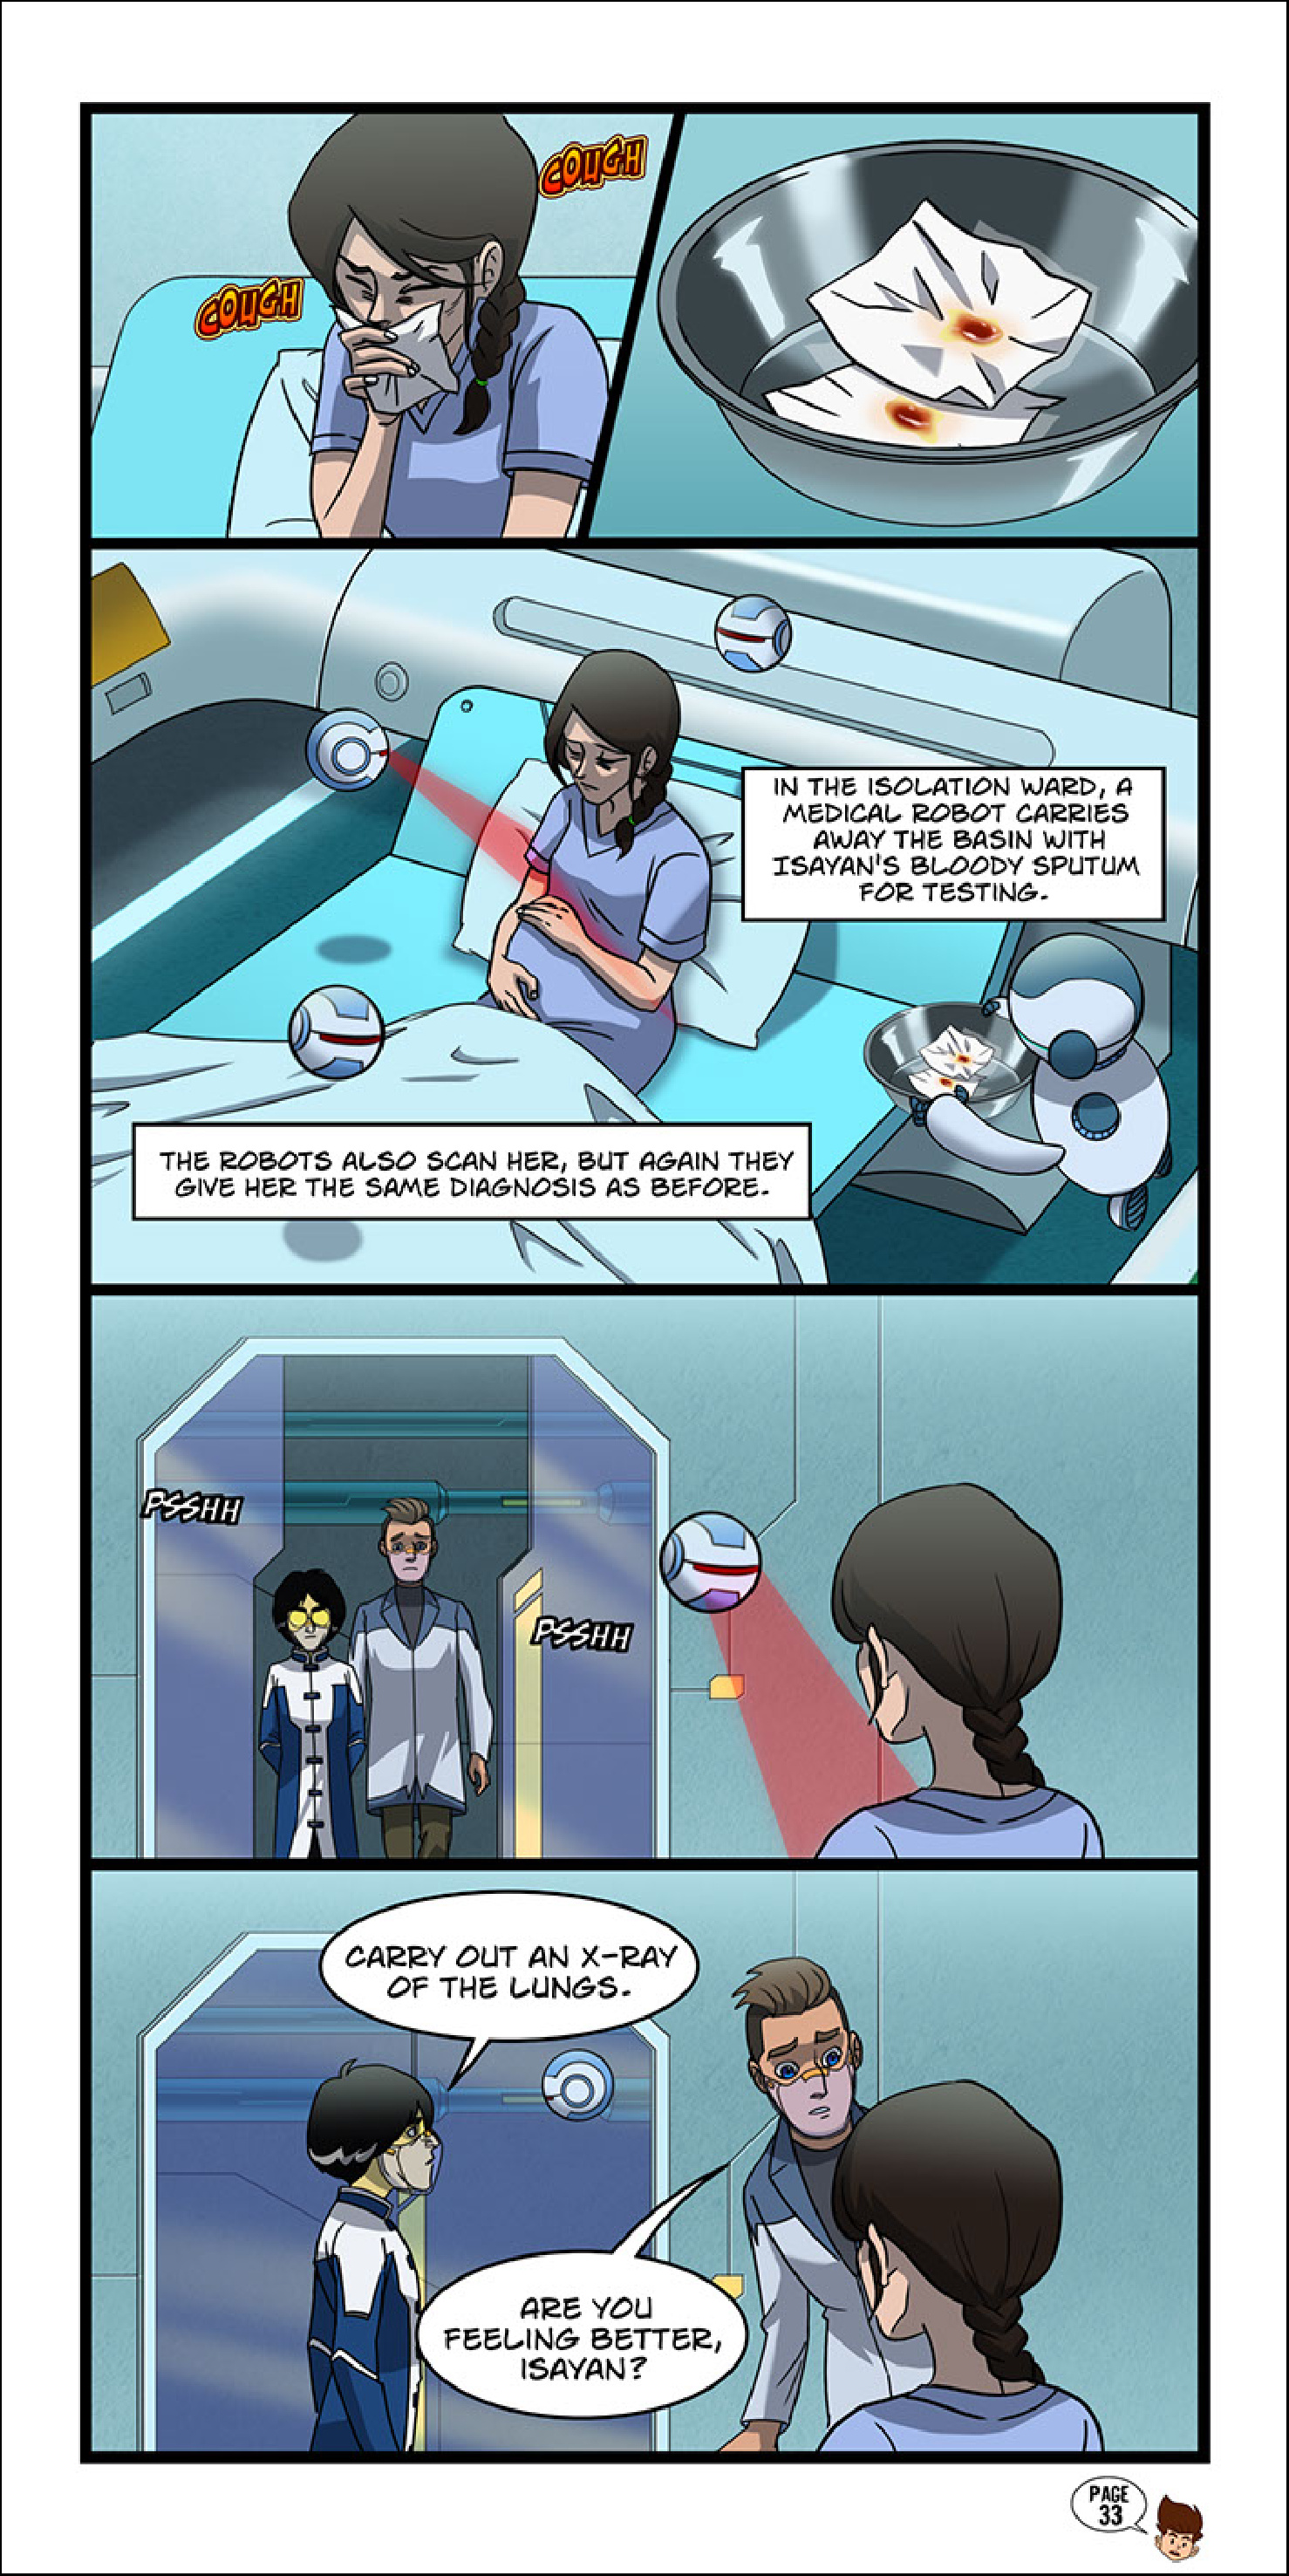 COUGH
COUGH
IN THE ISOLATION WARD, A
MEDICAL ROBOT CARRIES
AWAY THE BASIN WITH
ISAYAN'S BLOODY SPUTUM
FOR TESTING.
THE ROBOTS ALSO SCAN HER, BUT AGAIN THEY
GIVE HER THE SAME DIAGNOSIS AS BEFORE.
PSSHH
PSSHH
CARRY OUT AN X-RAY
OF THE LUNGS.
ARE YOU
FEELING BETTER,
ISAYAN?
PAGE
33